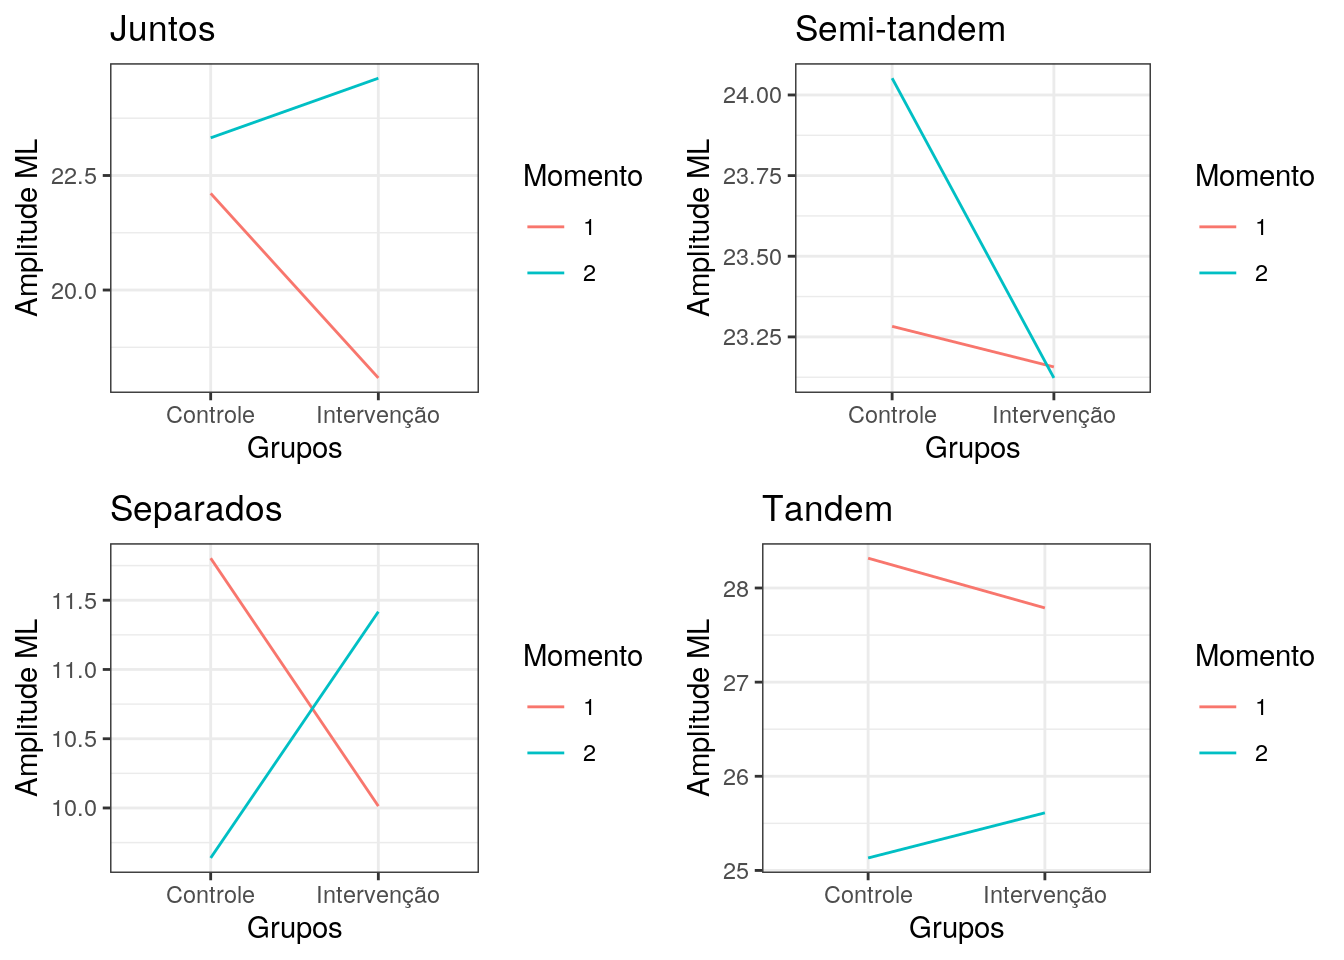 Juntos
Amplitude ML
22.5
20.0
Controle Intervenção
Grupos
Momento
1
2
Semi-tandem
Amplitude ML
24.00
23.75
23.50
23.25
Controle Intervenção
Grupos
Momento
1
2
Separados
Amplitude ML
11.5
11.0
10.5
10.0
Controle Intervenção
Grupos
Momento
1
2
Tandem
Amplitude ML
28
27
26
25
Controle Intervenção
Grupos
Momento
1
2